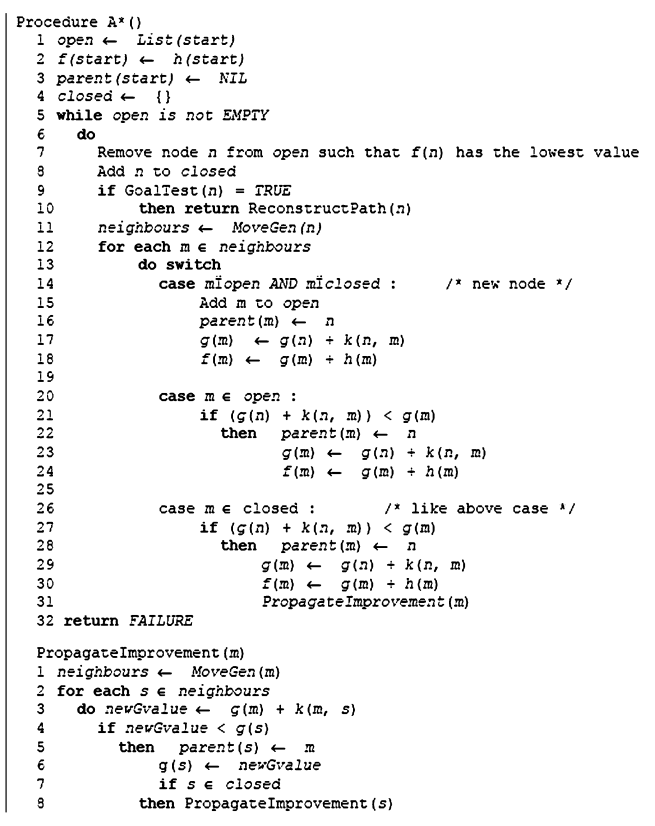 Procedure A*()
1 open ← List(start)
2 f(start) ← h(start)
3 parent(start) ← NIL
4 closed ← {}
5 while open is not EMPTY
6 do
7 Remove node n from open such that f(n) has the lowest value
8 Add n to closed
9 if GoalTest(n) = TRUE
10 then return ReconstructPath(n)
11 neighbours ← MoveGen(n)
12 for each m ∈ neighbours
13 do switch
14 case mÏopen AND mÏclosed : /* new node */
15 Add m to open
16 parent(m) ← n
17 g(m) ← g(n) + k(n, m)
18 f(m) ← g(m) + h(m)
19
20 case m ∈ open :
21 if (g(n) + k(n, m)) < g(m)
22 then parent(m) ← n
23 g(m) ← g(n) + k(n, m)
24 f(m) ← g(m) + h(m)
25
26 case m ∈ closed : /* like above case */
27 if (g(n) + k(n, m)) < g(m)
28 then parent(m) ← n
29 g(m) ← g(n) + k(n, m)
30 f(m) ← g(m) + h(m)
31 PropagateImprovement(m)
32 return FAILURE
PropagateImprovement(m)
1 neighbours ← MoveGen(m)
2 for each s ∈ neighbours
3 do newGvalue ← g(m) + k(m, s)
4 if newGvalue < g(s)
5 then parent(s) ← m
6 g(s) ← newGvalue
7 if s ∈ closed
8 then PropagateImprovement(s)